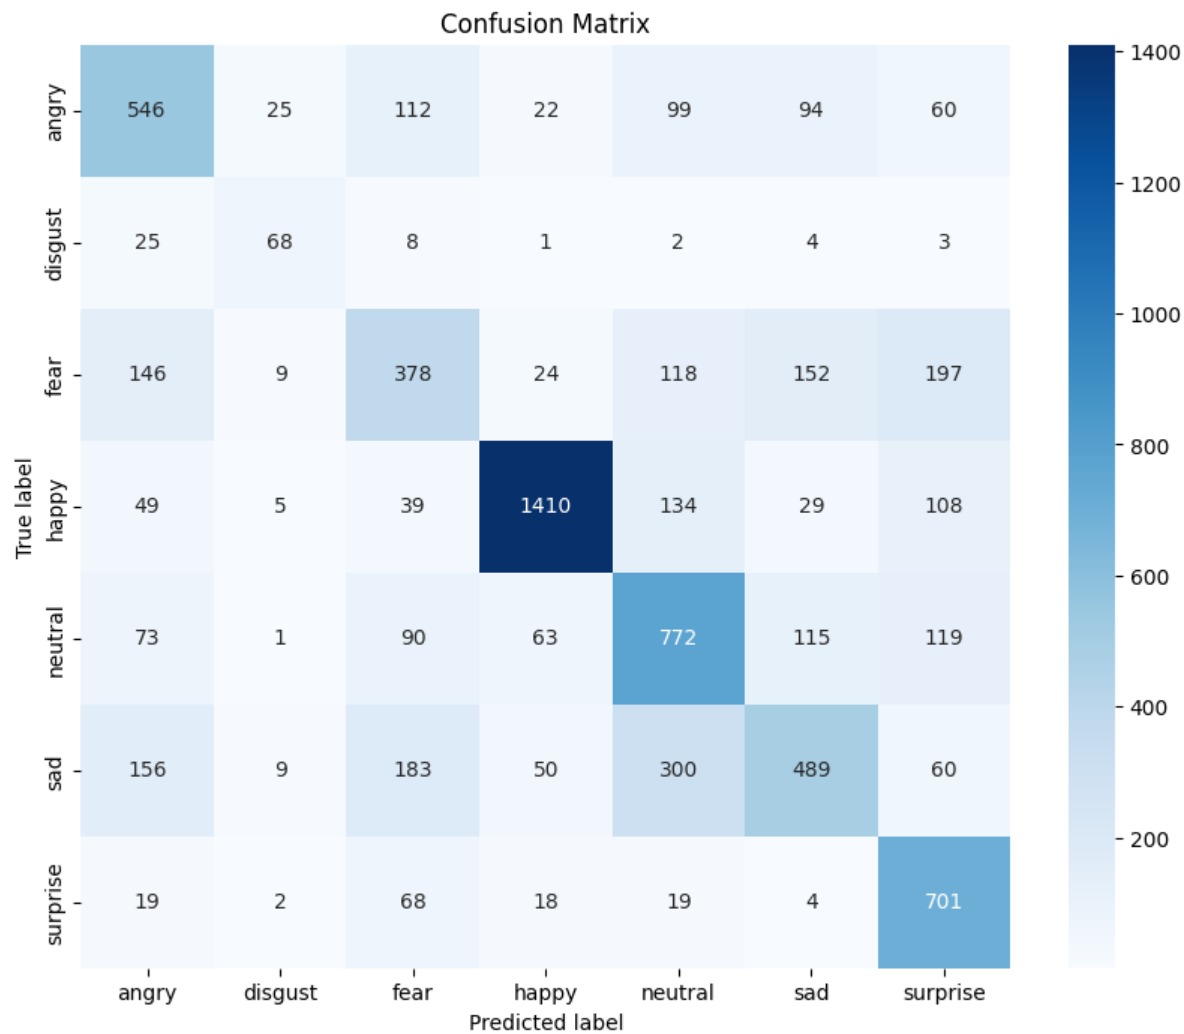 Confusion Matrix
True label
angry 546 25 112 22 99 94 60
disgust 25 68 8 1 2 4 3
fear 146 9 378 24 118 152 197
happy 49 5 39 1410 134 29 108
neutral 73 1 90 63 772 115 119
sad 156 9 183 50 300 489 60
surprise 19 2 68 18 19 4 701
angry disgust fear happy neutral sad surprise
Predicted label
1400
1200
1000
800
600
400
200